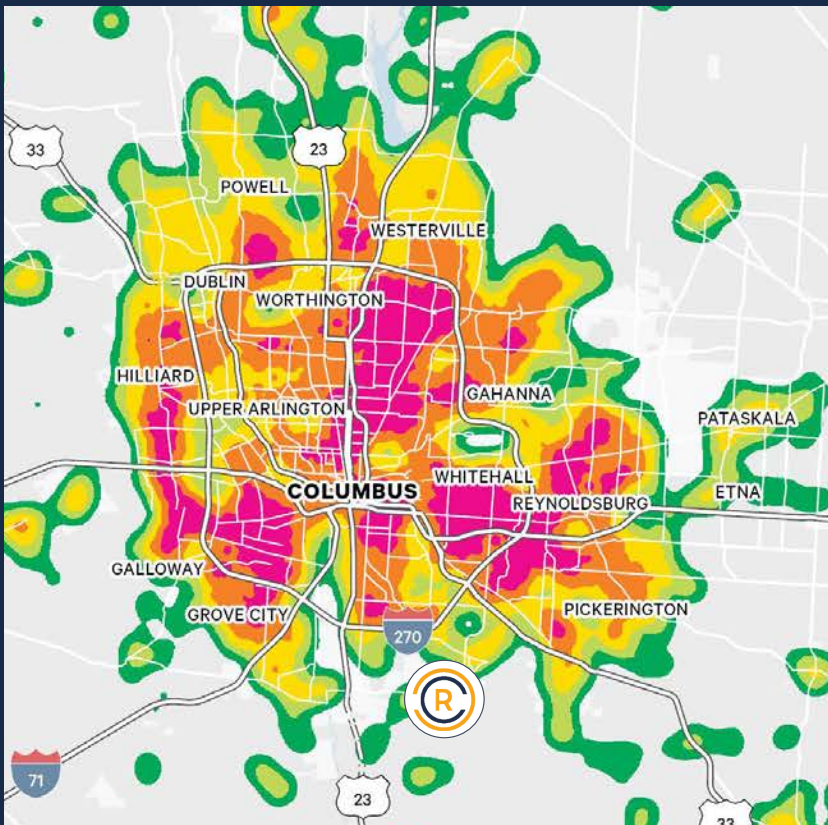 33
23
POWELL
WESTERVILLE
DUBLIN
WORTHINGTON
HILLIARD
GAHANNA
UPPER ARLINGTON
PATASKALA
WHITEHALL
COLUMBUS
ETNA
REYNOLDSBURG
GALLOWAY
GROVE CITY
PICKERINGTON
270
R
71
23
33